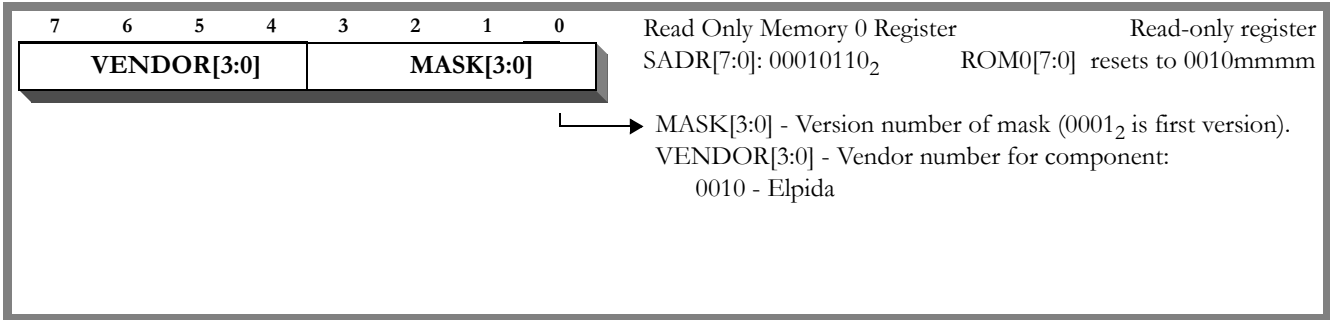 7 6 5 4 3 2 1 0
VENDOR[3:0] MASK[3:0]
Read Only Memory 0 Register Read-only register
SADR[7:0]: 00010110₂ ROM0[7:0] resets to 0010mmmm
MASK[3:0] - Version number of mask (0001₂ is first version).
VENDOR[3:0] - Vendor number for component:
0010 - Elpida